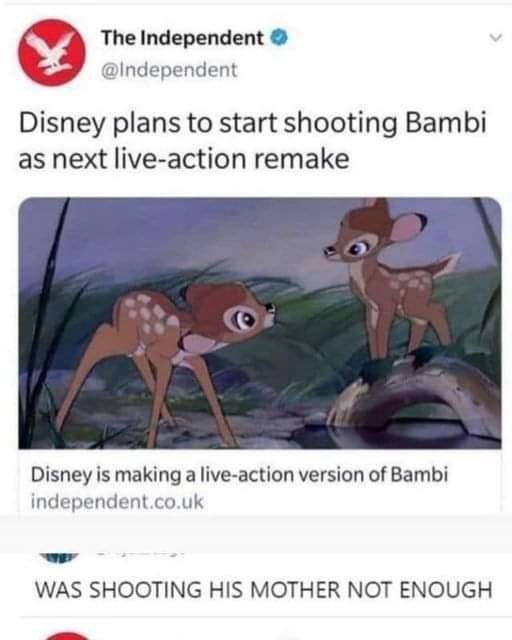 The Independent
@Independent
Disney plans to start shooting Bambi
as next live-action remake
Disney is making a live-action version of Bambi
independent.co.uk
WAS SHOOTING HIS MOTHER NOT ENOUGH